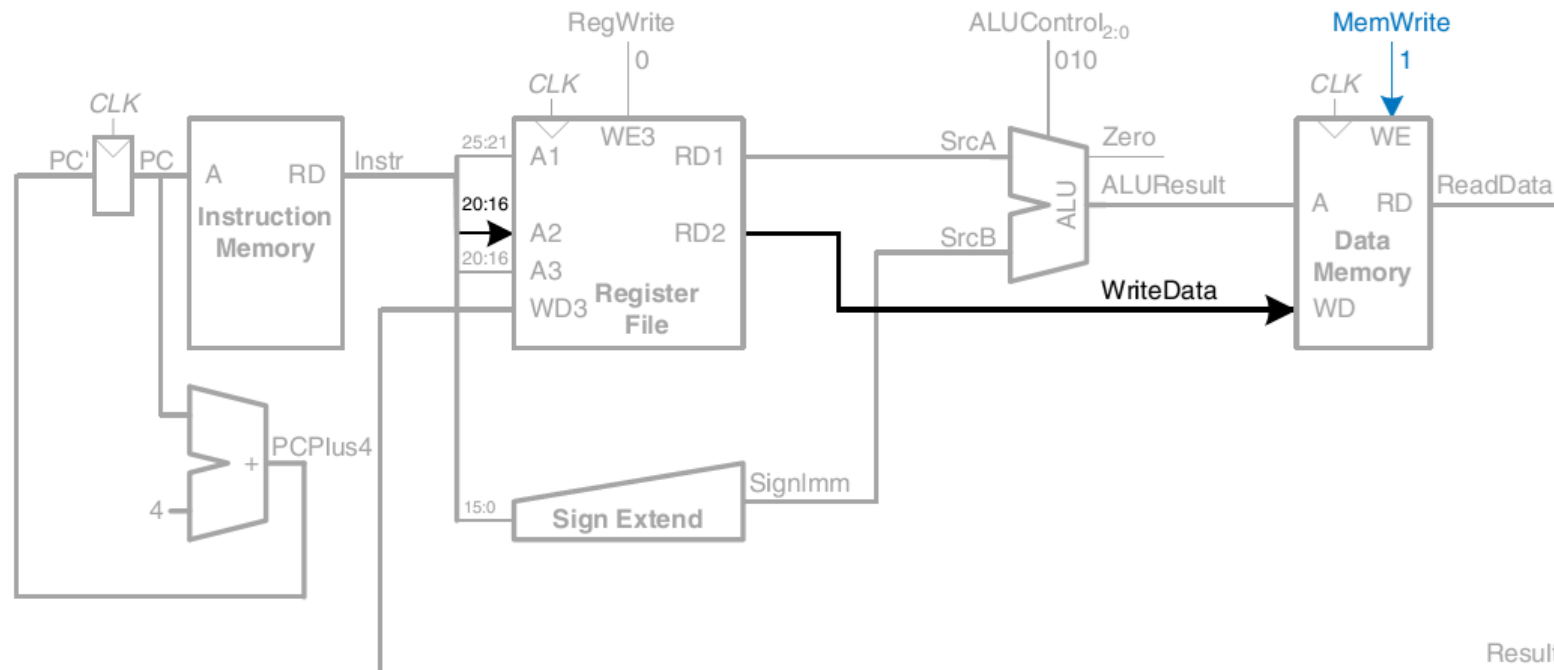 RegWrite
ALUControl2:0
MemWrite
0
010
1
CLK
CLK
CLK
PC'
PC
A
RD
Instr
Instruction
Memory
25:21
20:16
20:16
A1
A2
A3
WD3
WE3
RD1
RD2
Register
File
SrcA
SrcB
ALU
Zero
ALUResult
WriteData
WE
A
RD
Data
Memory
WD
ReadData
4
+
PCPlus4
15:0
Sign Extend
SignImm
Result